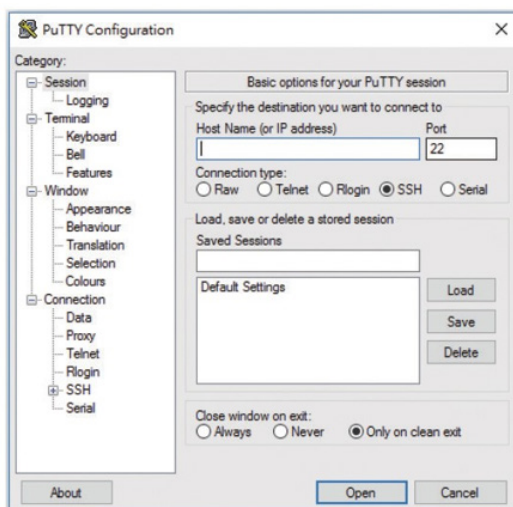 PuTTY Configuration
Category:
Session
Logging
Terminal
Keyboard
Bell
Features
Window
Appearance
Behaviour
Translation
Selection
Colours
Connection
Data
Proxy
Telnet
Rlogin
SSH
Serial
Basic options for your PuTTY session
Specify the destination you want to connect to
Host Name (or IP address) Port
22
Connection type:
Raw Telnet Rlogin SSH Serial
Load, save or delete a stored session
Saved Sessions
Default Settings
Load
Save
Delete
Close window on exit:
Always Never Only on clean exit
About Open Cancel